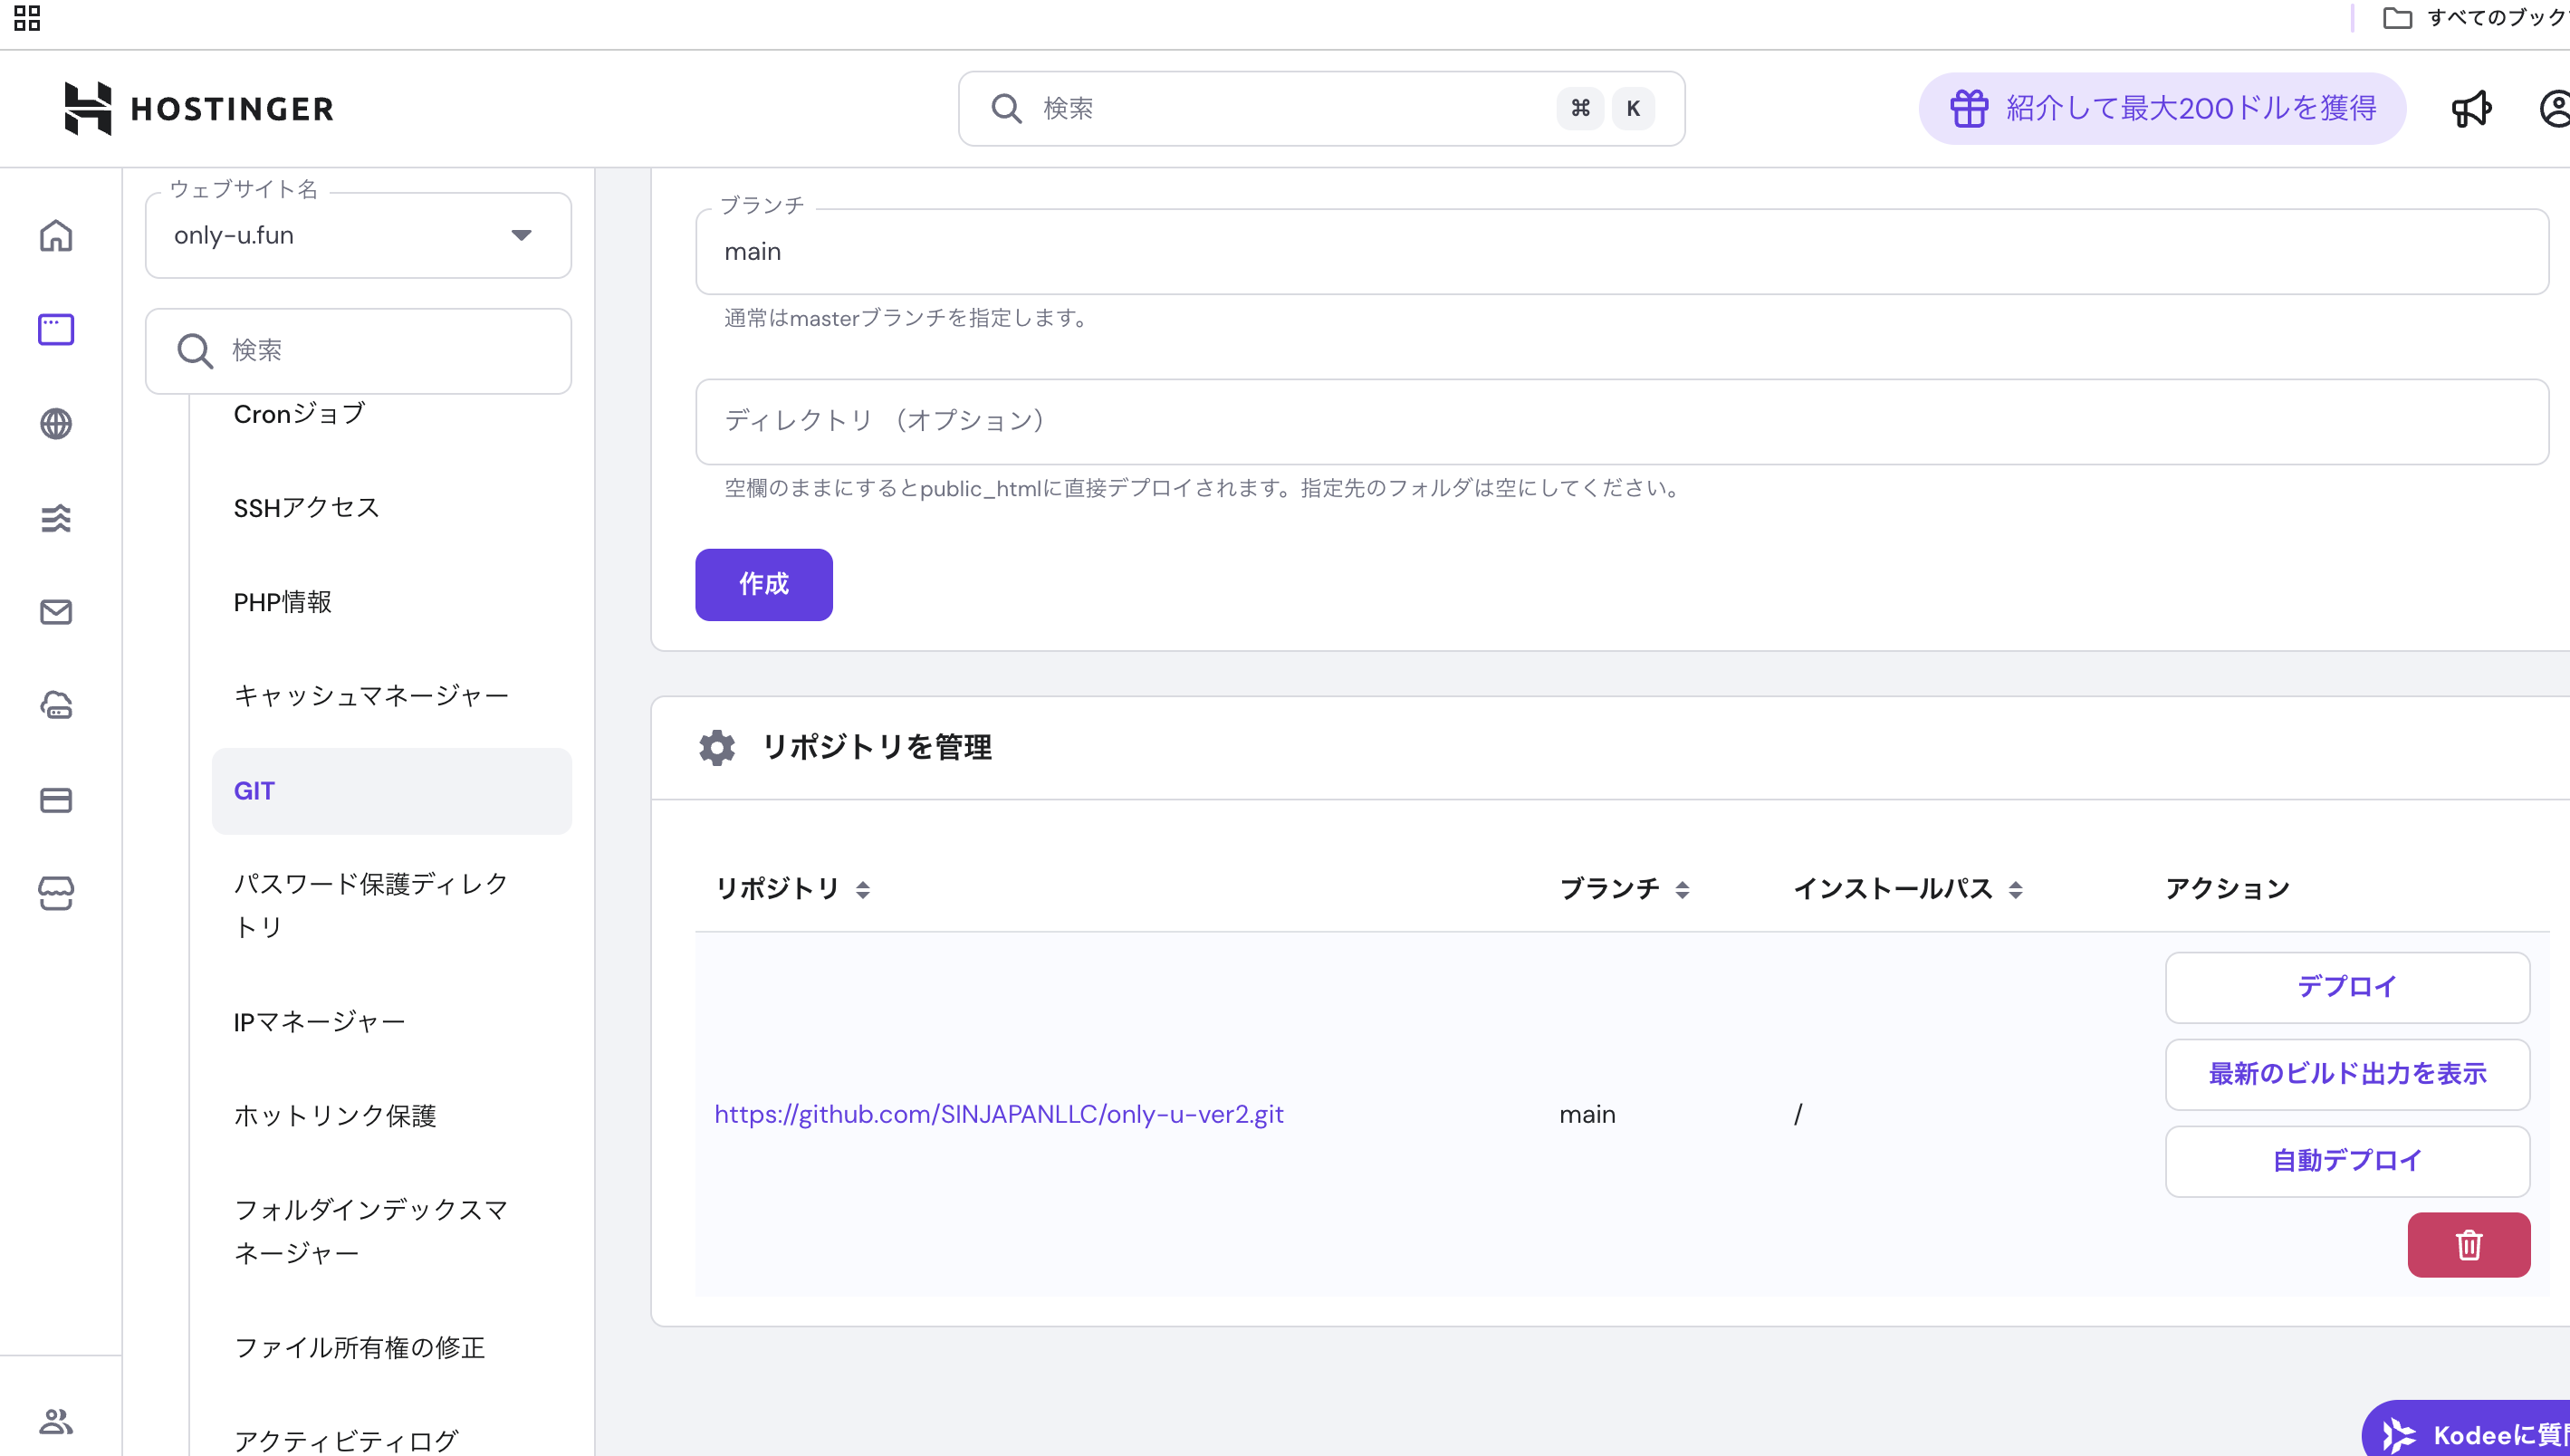 すべてのブック
HOSTINGER
検索
⌘ K
紹介して最大200ドルを獲得
ウェブサイト名
only-u.fun
検索
Cronジョブ
SSHアクセス
PHP情報
キャッシュマネージャー
GIT
パスワード保護ディレク
トリ
IPマネージャー
ホットリンク保護
フォルダインデックスマ
ネージャー
ファイル所有権の修正
アクティビティログ
ブランチ
main
通常はmasterブランチを指定します。
ディレクトリ （オプション）
空欄のままにするとpublic_htmlに直接デプロイされます。指定先のフォルダは空にしてください。
作成
リポジトリを管理
リポジトリ ブランチ インストールパス アクション
https://github.com/SINJAPANLLC/only-u-ver2.git main /
デプロイ
最新のビルド出力を表示
自動デプロイ
Kodeeに質